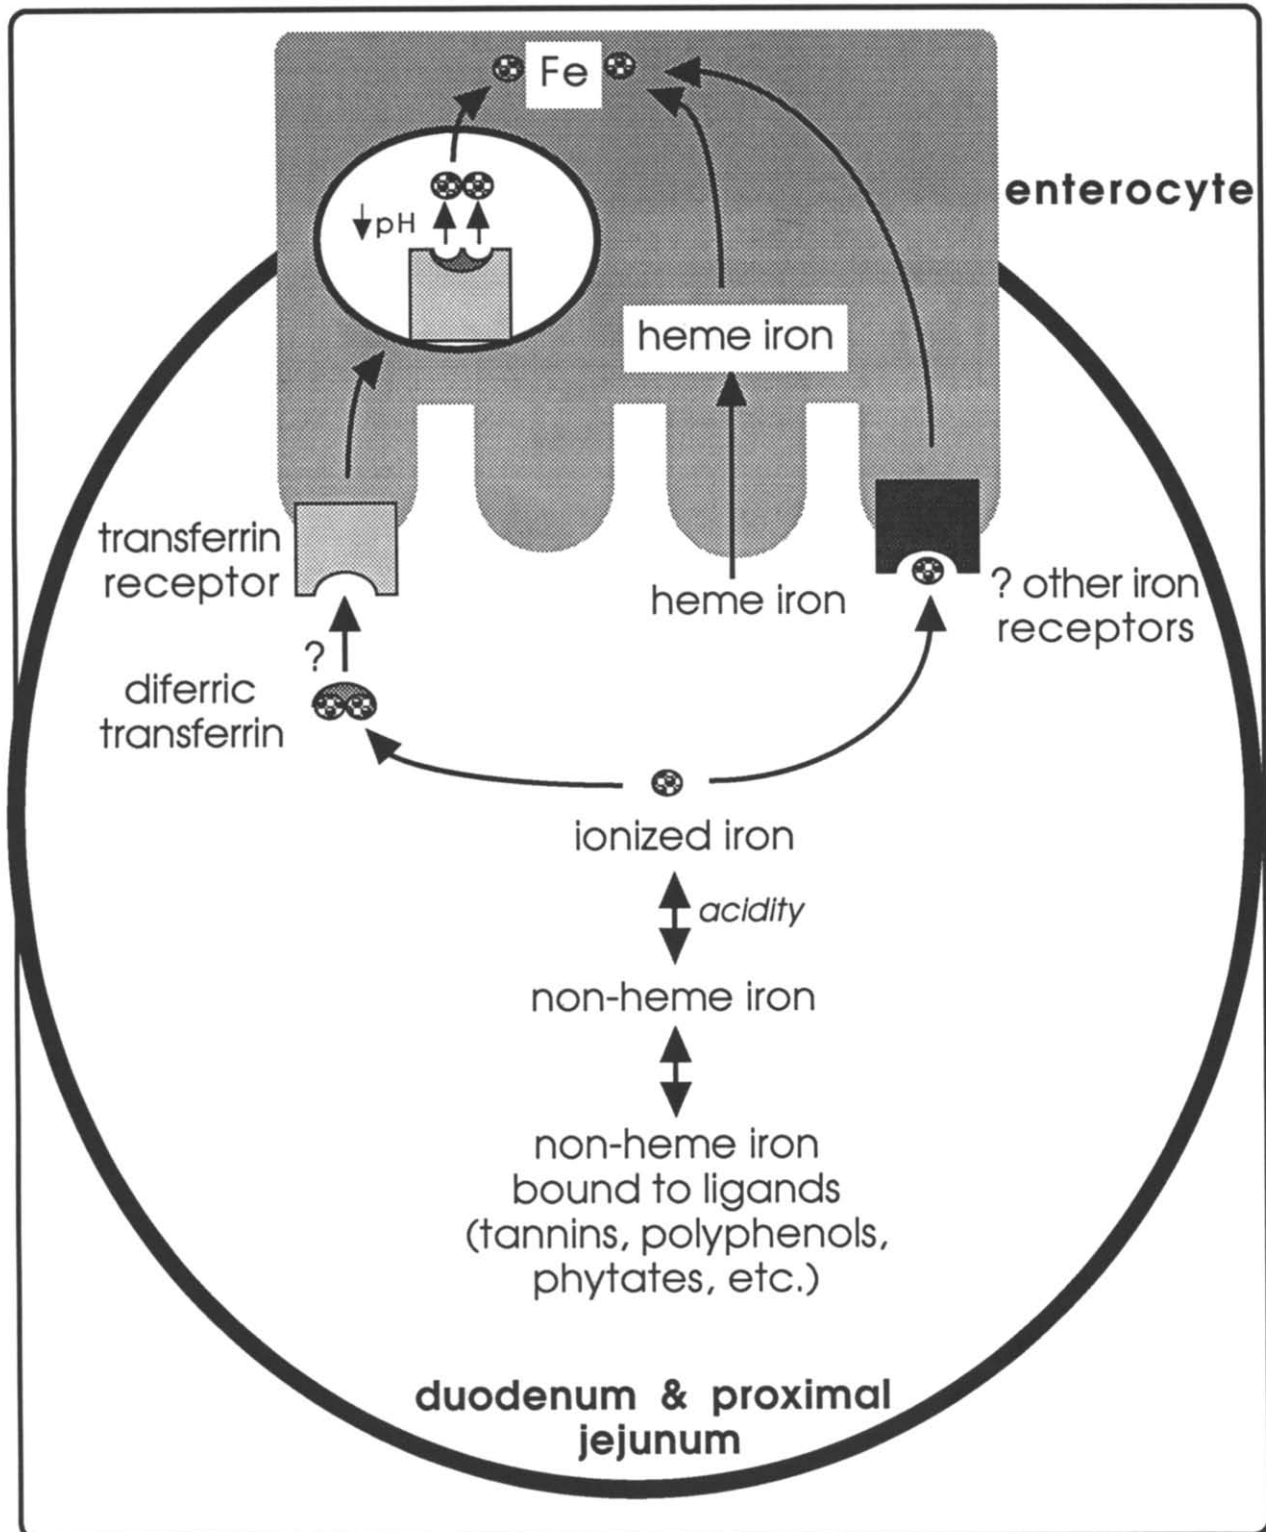 Fe
enterocyte
↓pH
heme iron
transferrin
receptor
heme iron
? other iron
receptors
?
diferric
transferrin
ionized iron
acidity
non-heme iron
non-heme iron
bound to ligands
(tannins, polyphenols,
phytates, etc.)
duodenum & proximal
jejunum